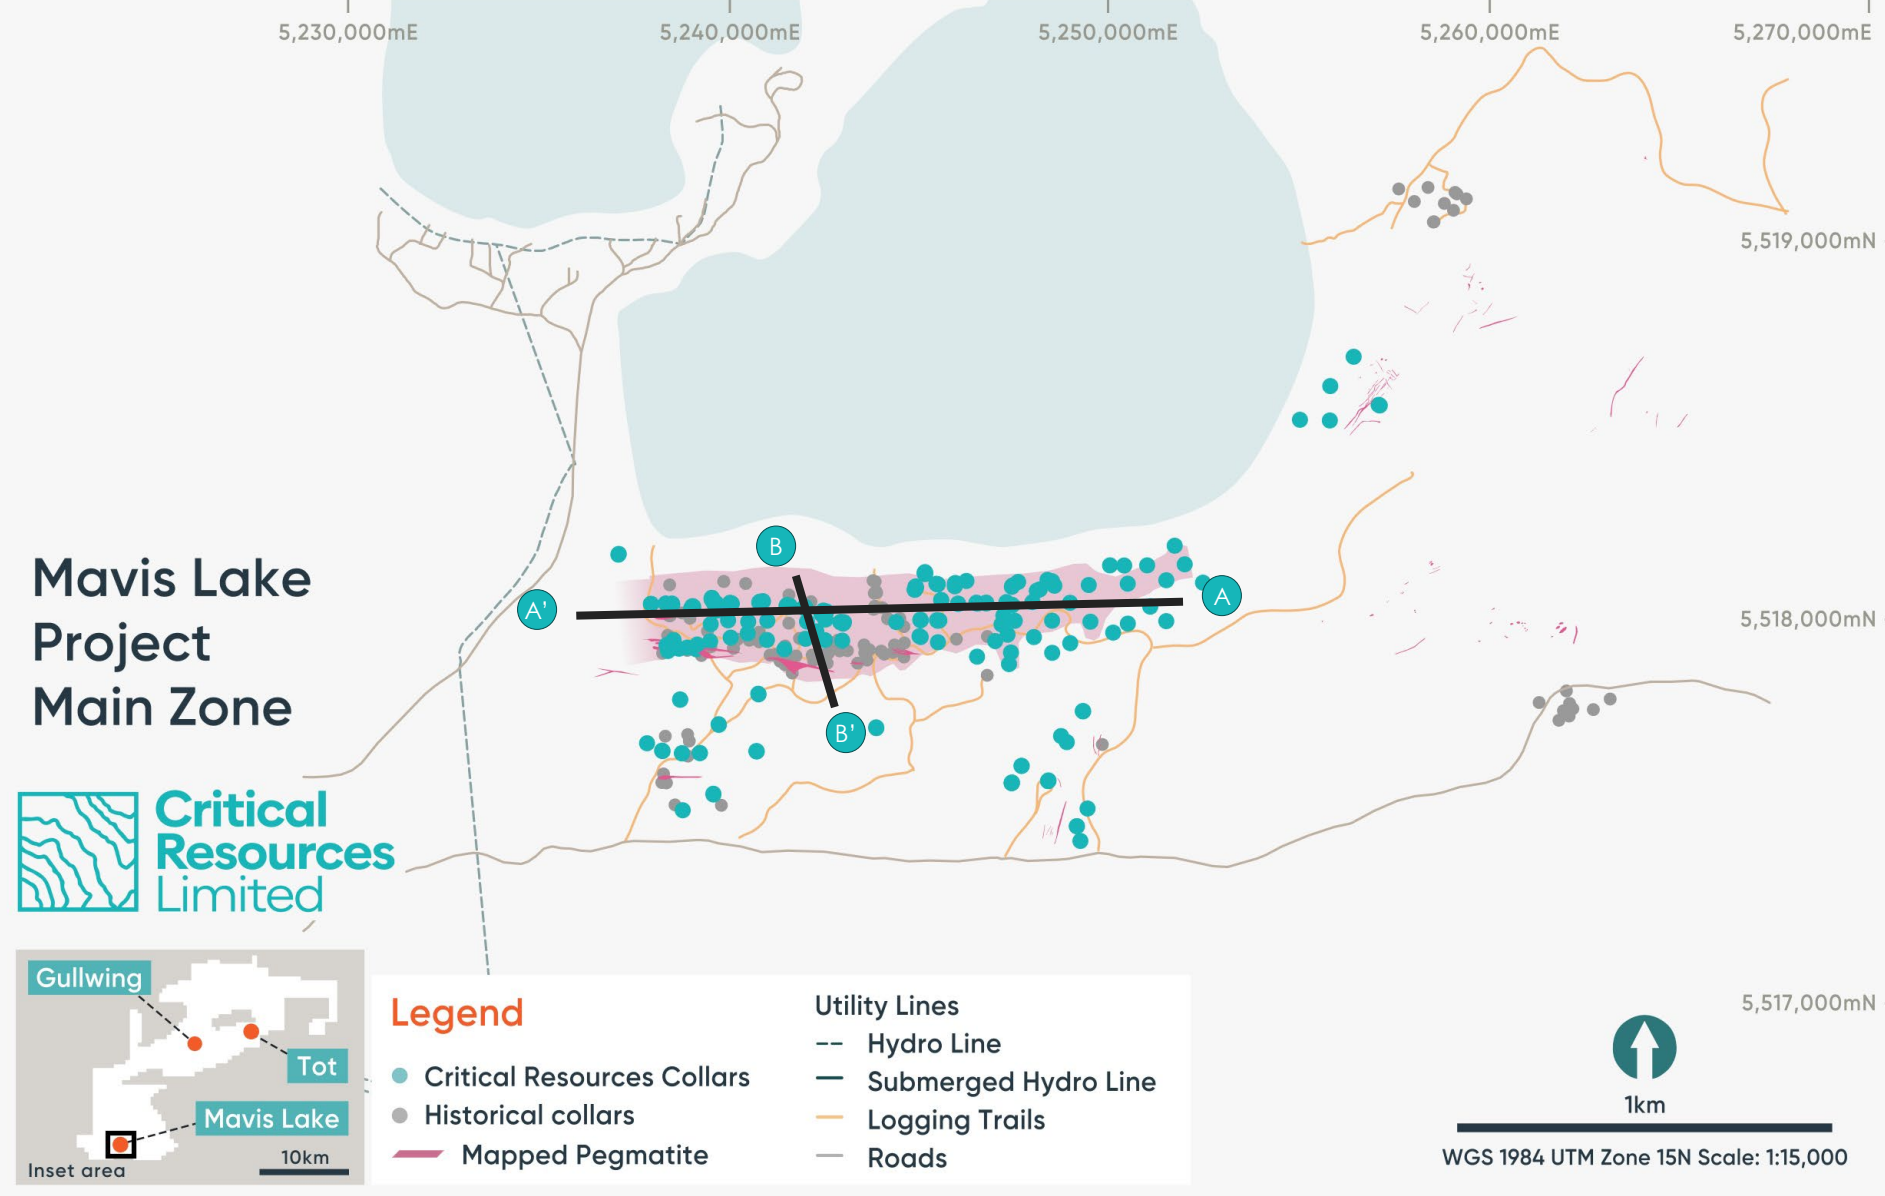 5,230,000mE
5,240,000mE
5,250,000mE
5,260,000mE
5,270,000mE
5,519,000mN
B
A'
A
5,518,000mN
B'
Mavis Lake
Project
Main Zone
Critical
Resources
Limited
5,517,000mN
Gullwing
Tot
Mavis Lake
Inset area
10km
Legend
Critical Resources Collars
Historical collars
Mapped Pegmatite
Utility Lines
Hydro Line
Submerged Hydro Line
Logging Trails
Roads
1km
WGS 1984 UTM Zone 15N Scale: 1:15,000